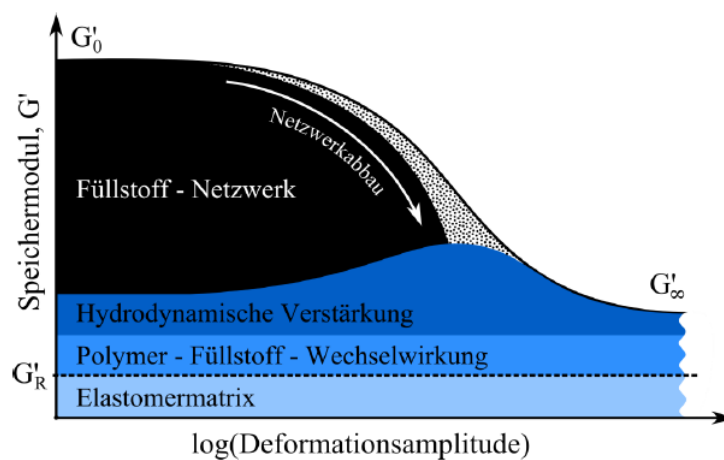 G'₀
Speichermodul, G'
Netzwerkabbau
Füllstoff - Netzwerk
G'∞
Hydrodynamische Verstärkung
Polymer - Füllstoff - Wechselwirkung
G'R
Elastomermatrix
log(Deformationsamplitude)